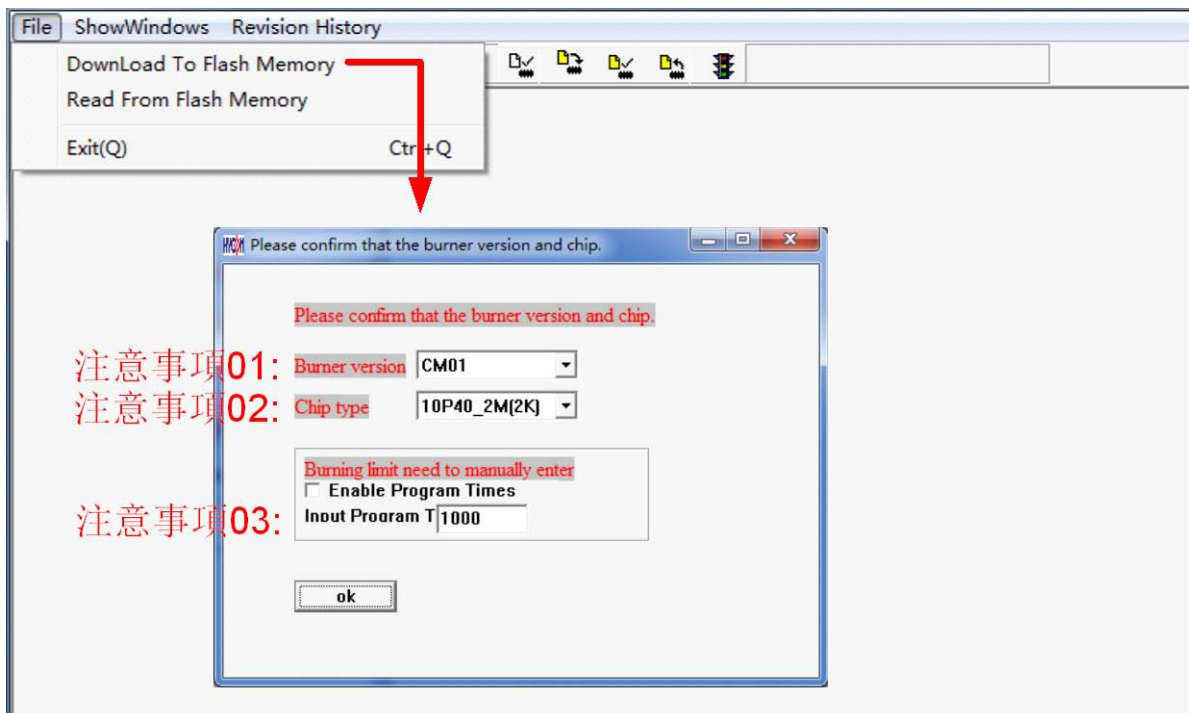 File ShowWindows Revision History
DownLoad To Flash Memory
Read From Flash Memory
Exit(Q) Ctrl+Q
HYCON Please confirm that the burner version and chip.
Please confirm that the burner version and chip.
注意事項01: Burner version CM01
注意事項02: Chip type 10P40_2M(2K)
Burning limit need to manually enter
Enable Program Times
注意事項03: Input Program T 1000
ok